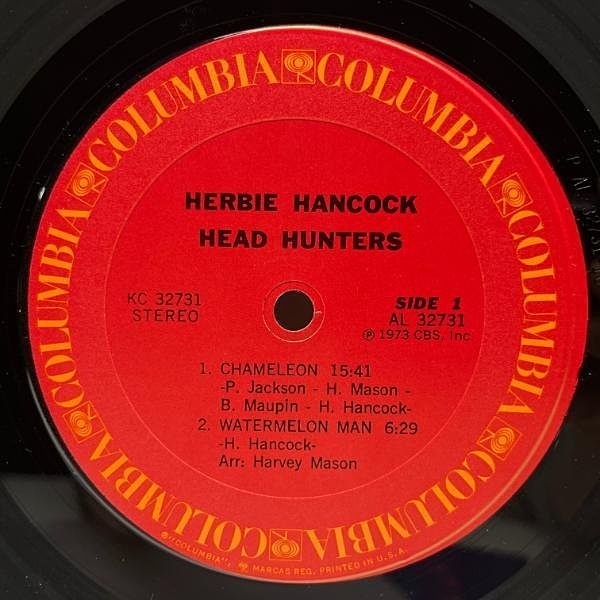 COLUMBIA COLUMBIA COLUMBIA COLUMBIA COLUMBIA COLUMBIA
HERBIE HANCOCK
HEAD HUNTERS
KC 32731
STEREO
SIDE 1
AL 32731
℗ 1973 CBS, Inc
1. CHAMELEON 15:41
-P. Jackson - H. Mason -
B. Maupin - H. Hancock-
2. WATERMELON MAN 6:29
-H. Hancock-
Arr: Harvey Mason
"COLUMBIA", MARCAS REG. PRINTED IN U.S.A.